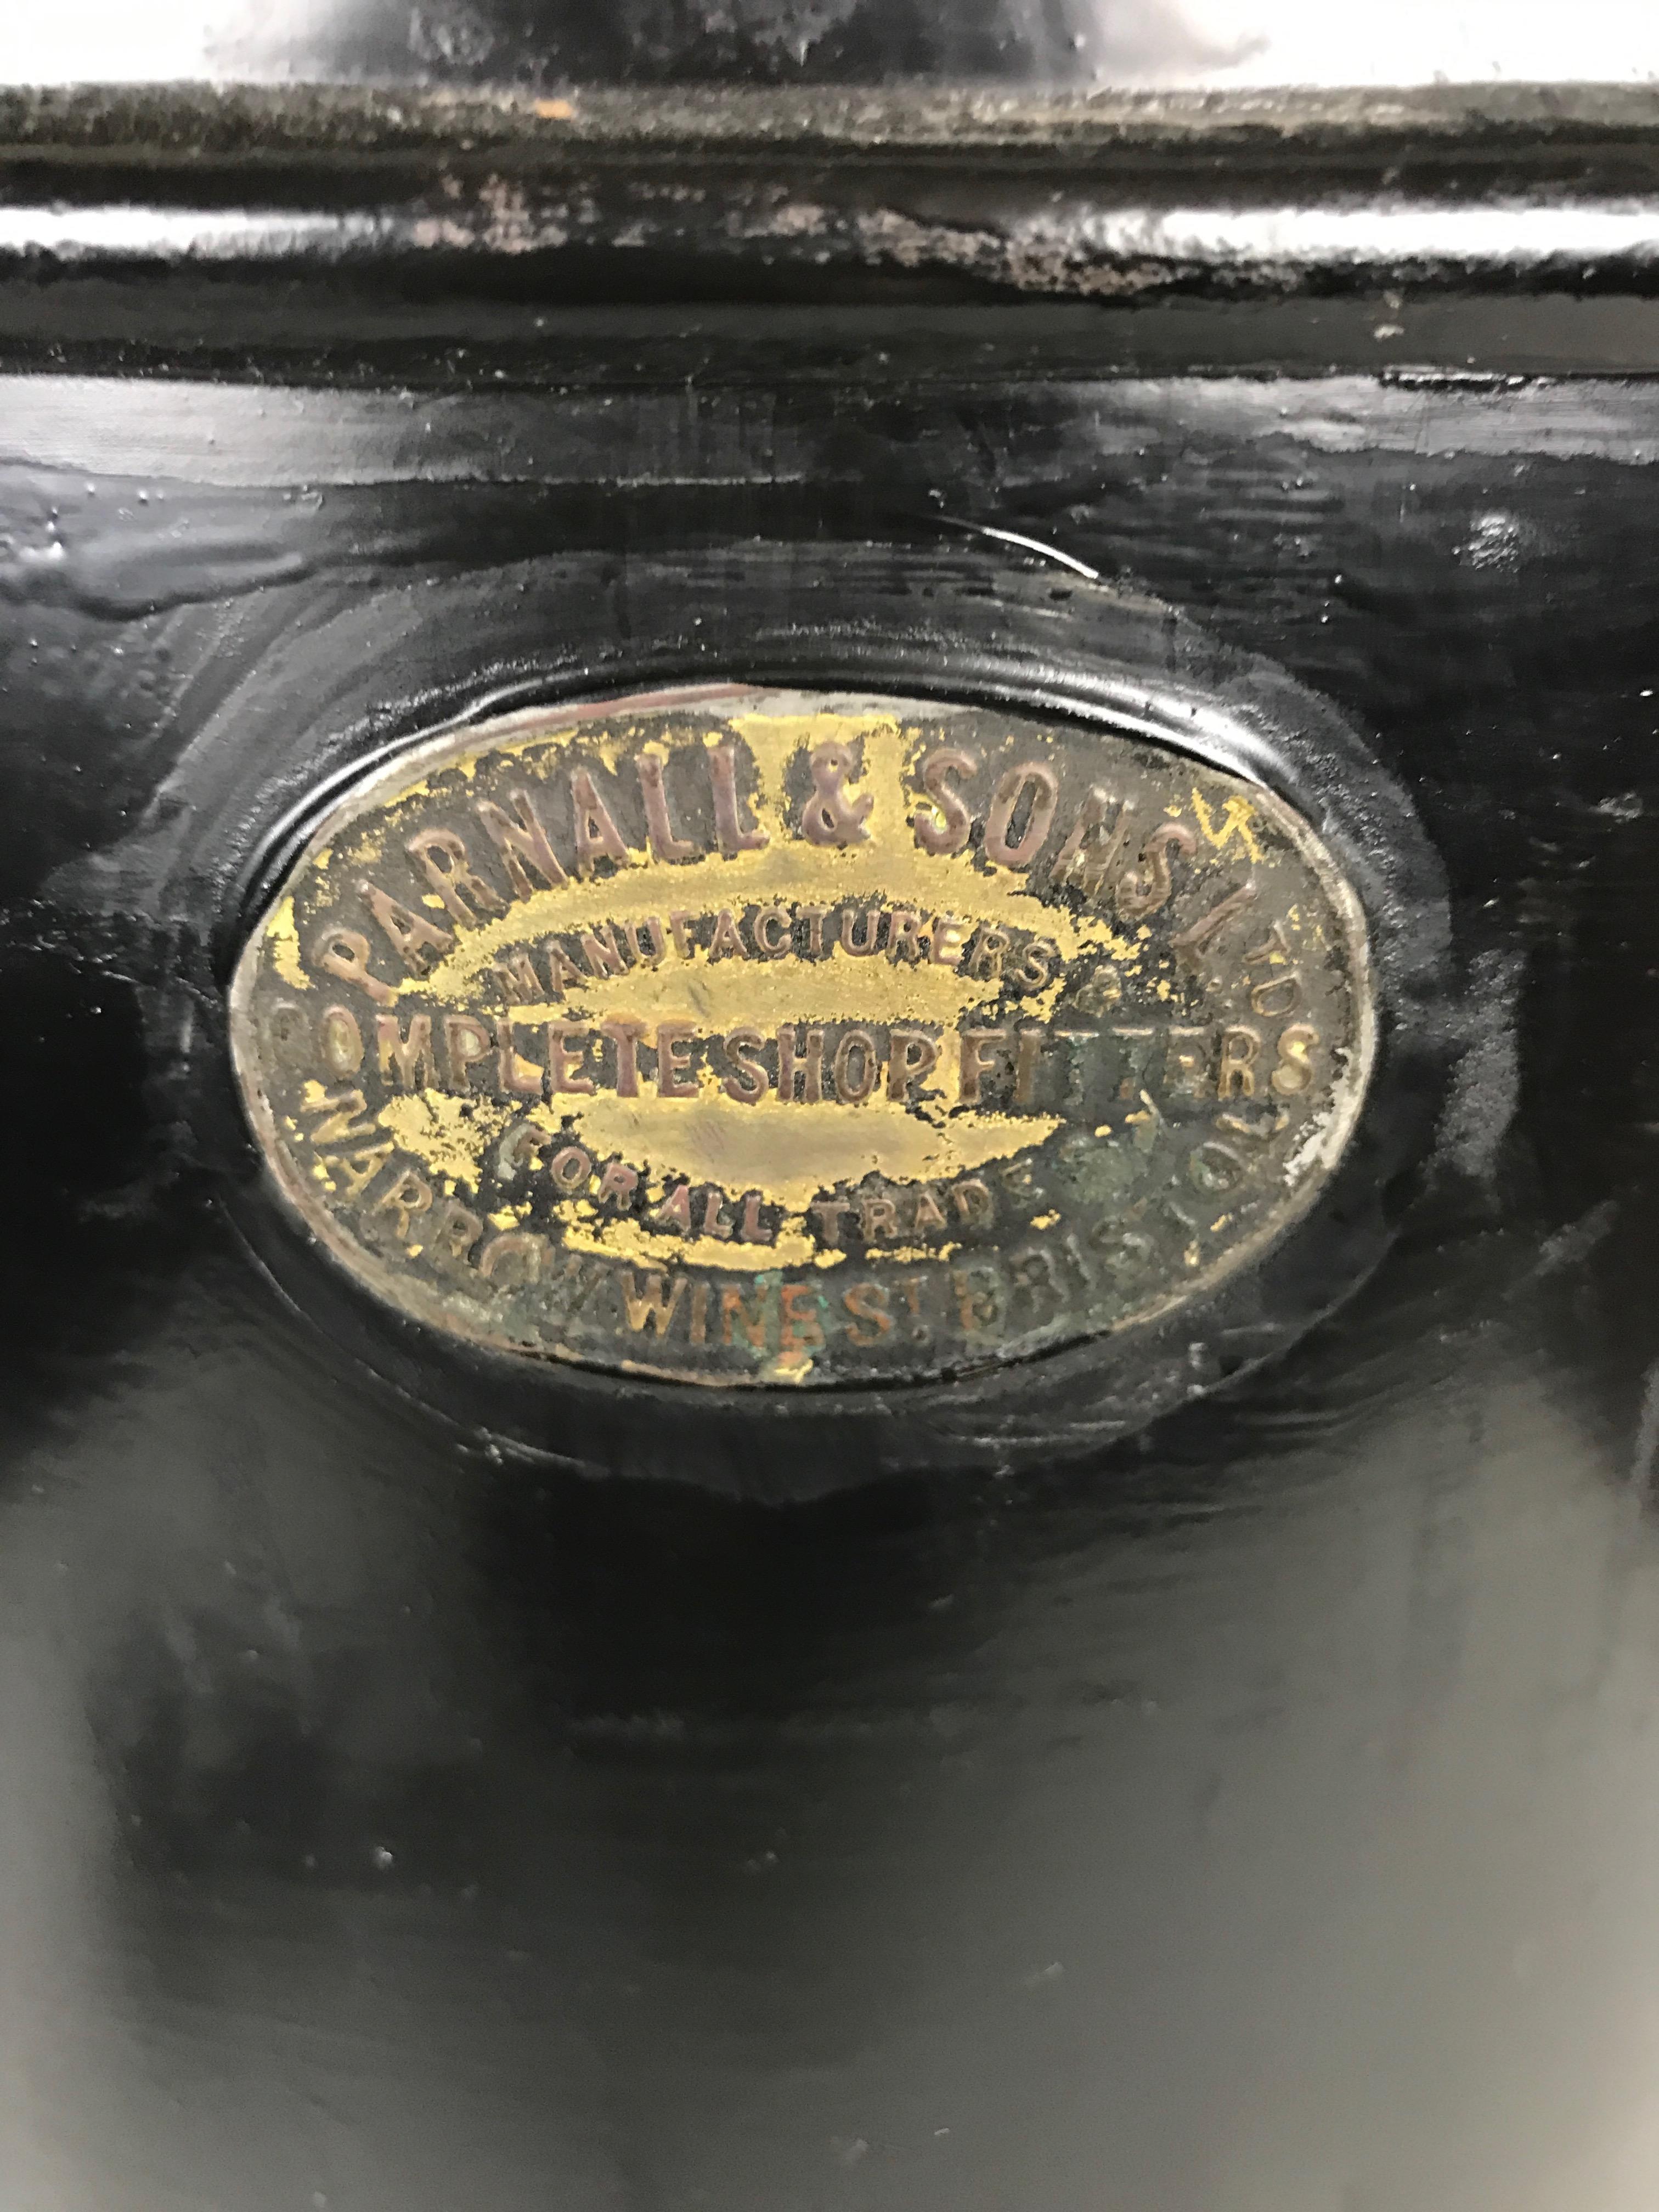 PARNALL & SONS LTD
MANUFACTURERS &
COMPLETE SHOP FITTERS
FOR ALL TRADES
NARROW WINE ST BRISTOL